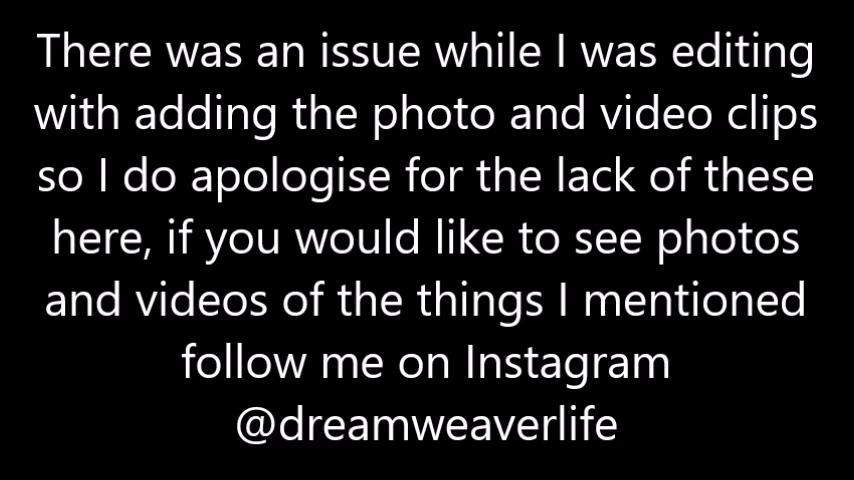 There was an issue while I was editing
with adding the photo and video clips
so I do apologise for the lack of these
here, if you would like to see photos
and videos of the things I mentioned
follow me on Instagram
@dreamweaverlife